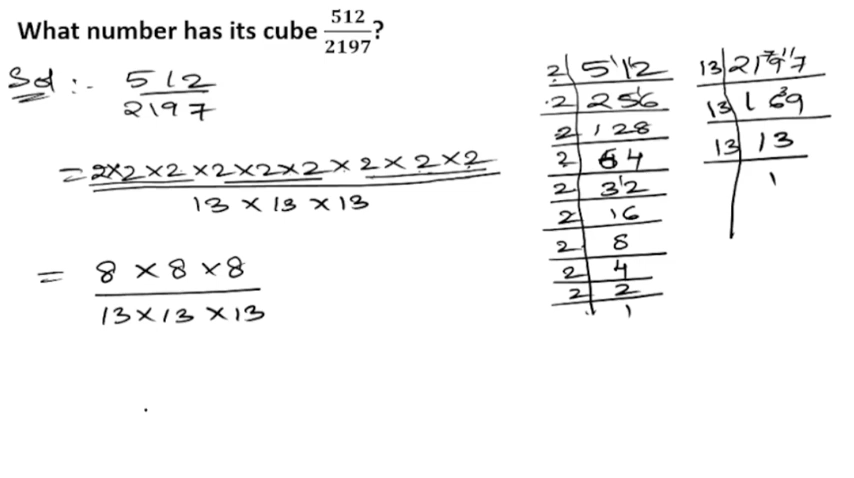 What number has its cube 512/2197?
Sol :- 512/2197
= 2×2×2×2×2×2×2×2×2 / 13×13×13
= 8×8×8 / 13×13×13
2 | 512
2 | 256
2 | 128
2 | 64
2 | 32
2 | 16
2 | 8
2 | 4
2 | 2
1
13 | 2197
13 | 169
13 | 13
1